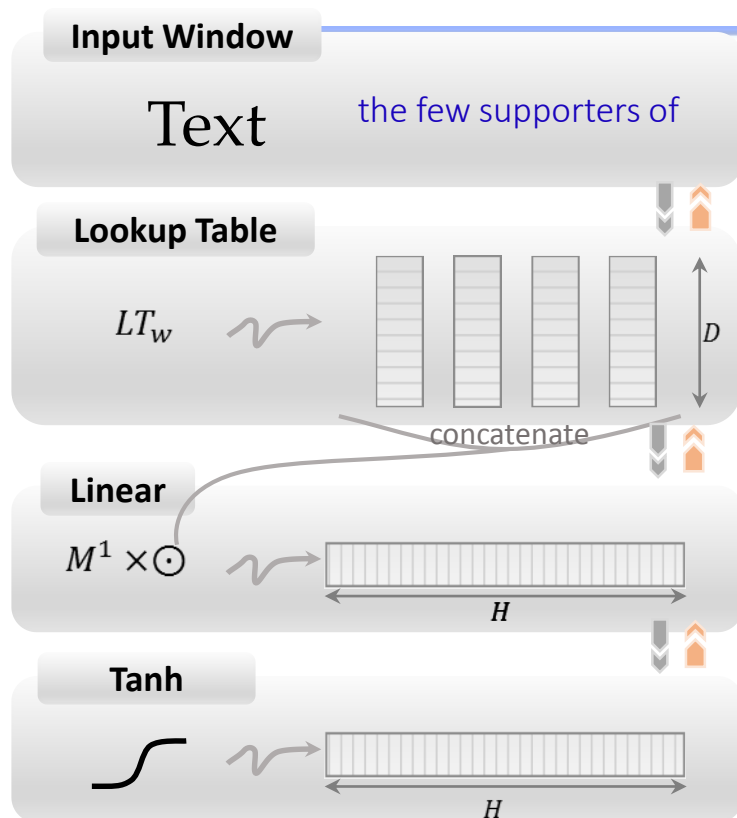 Input Window
Text the few supporters of
Lookup Table
LT_w
D
concatenate
Linear
M^1 × ⊙
H
Tanh
H